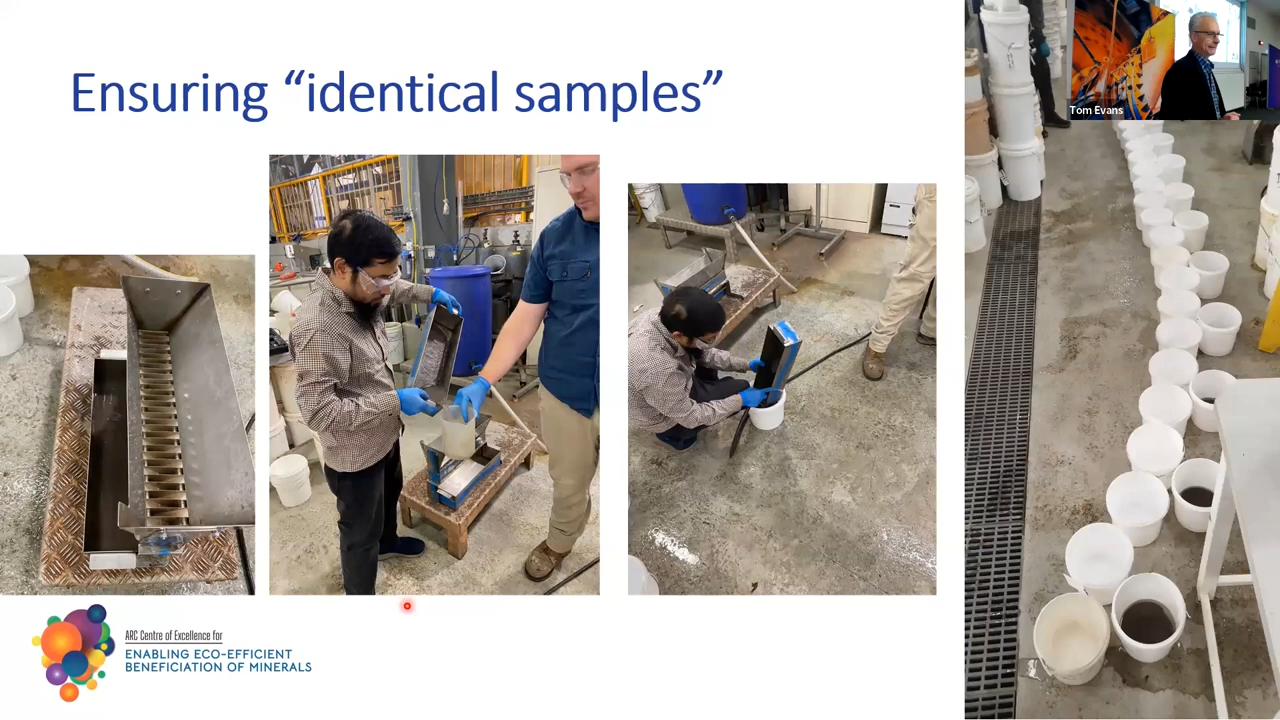 Ensuring “identical samples”
Tom Evans
ARC Centre of Excellence for
ENABLING ECO-EFFICIENT
BENEFICIATION OF MINERALS